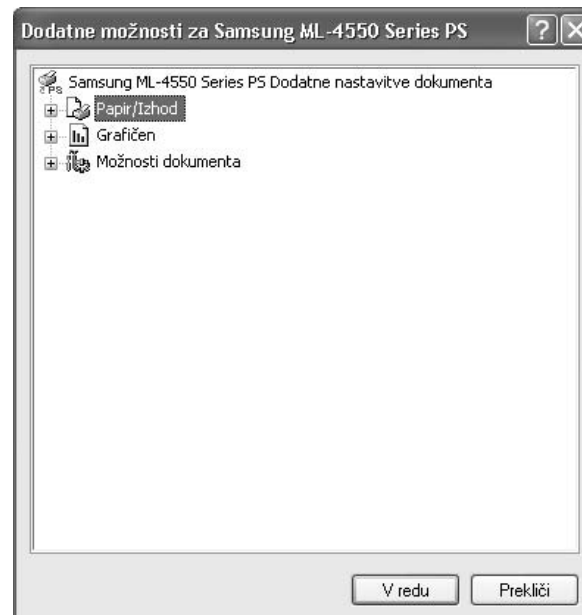 Dodatne možnosti za Samsung ML-4550 Series PS
Samsung ML-4550 Series PS Dodatne nastavitve dokumenta
Papir/Izhod
Grafičen
Možnosti dokumenta
V redu
Prekliči